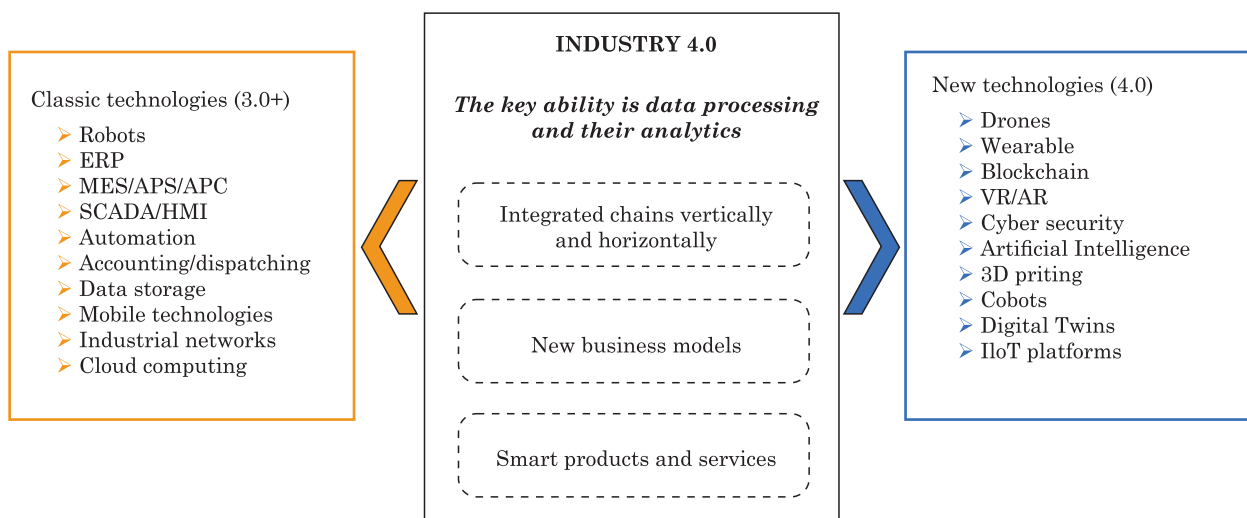 Classic technologies (3.0+)
Robots
ERP
MES/APS/APC
SCADA/HMI
Automation
Accounting/dispatching
Data storage
Mobile technologies
Industrial networks
Cloud computing
INDUSTRY 4.0
The key ability is data processing
and their analytics
Integrated chains vertically
and horizontally
New business models
Smart products and services
New technologies (4.0)
Drones
Wearable
Blockchain
VR/AR
Cyber security
Artificial Intelligence
3D priting
Cobots
Digital Twins
IloT platforms